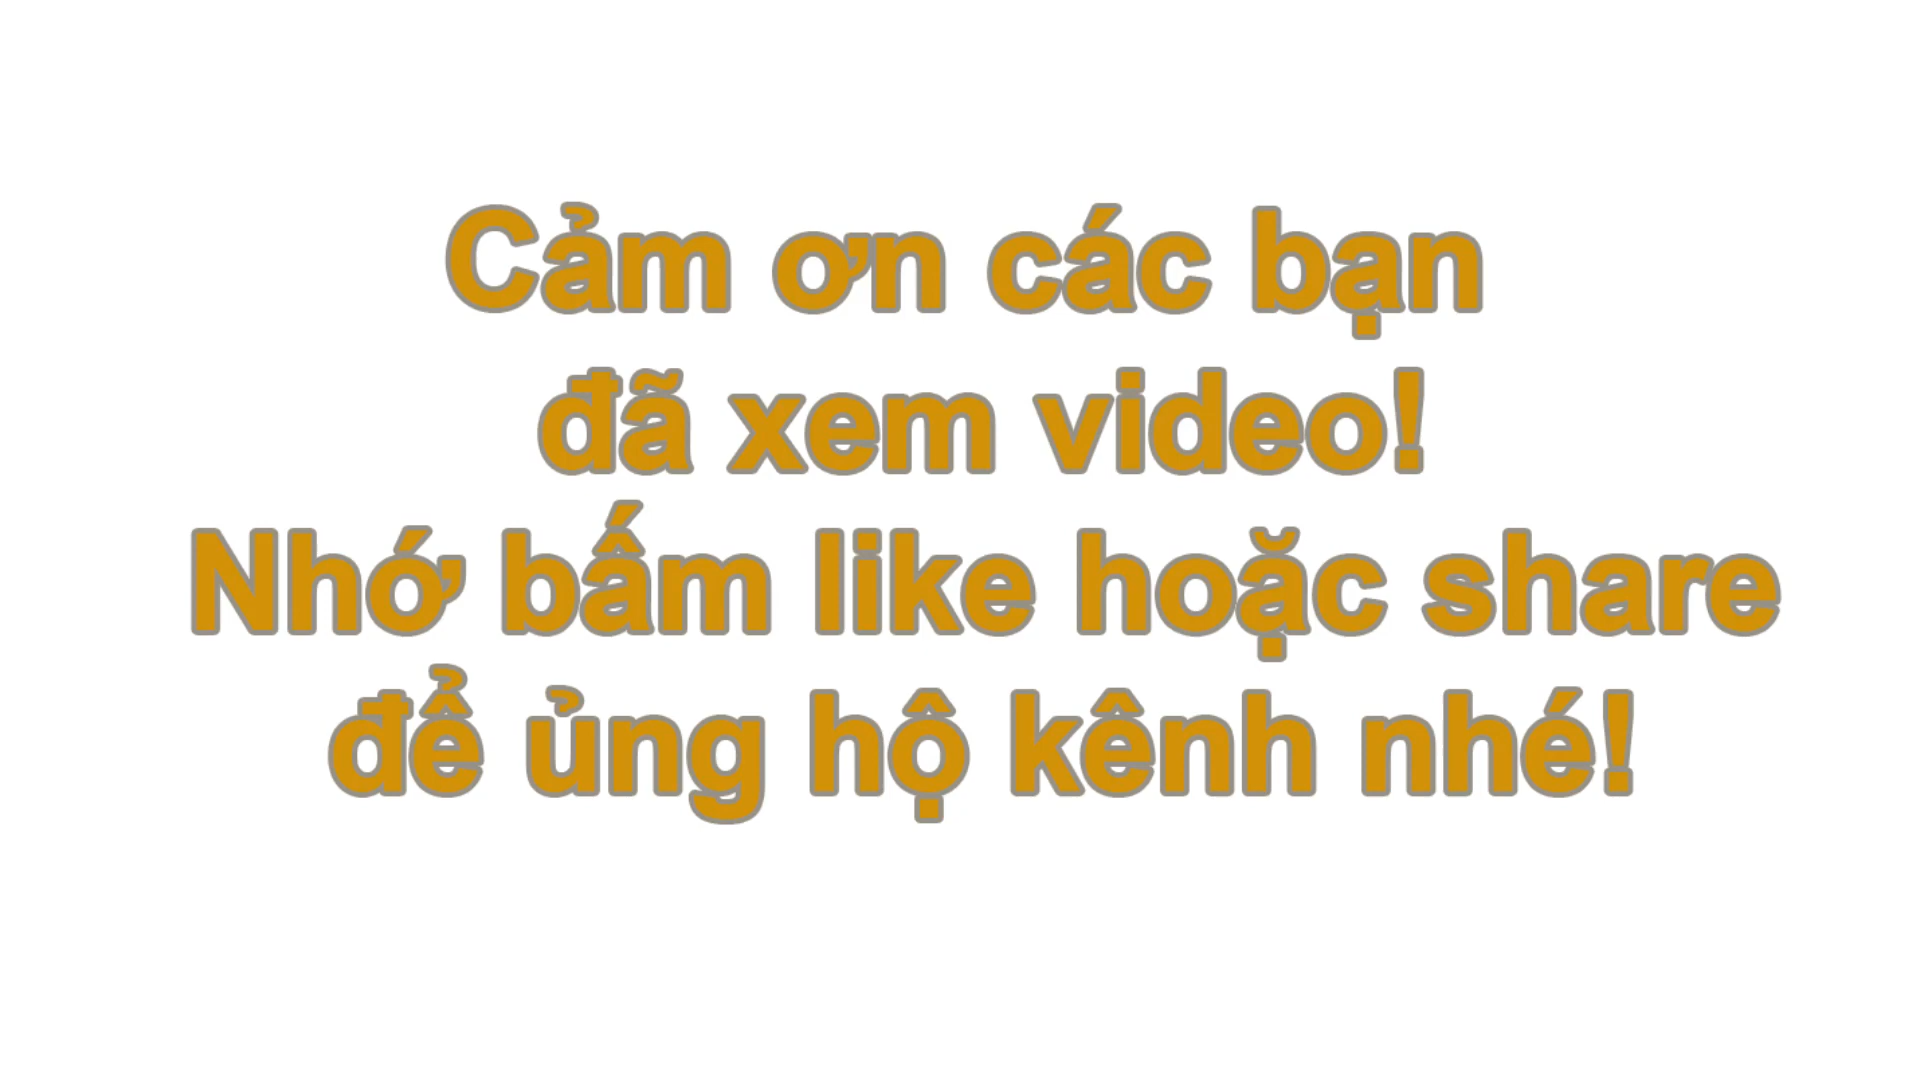 Cảm ơn các bạn
đã xem video!
Nhớ bấm like hoặc share
để ủng hộ kênh nhé!